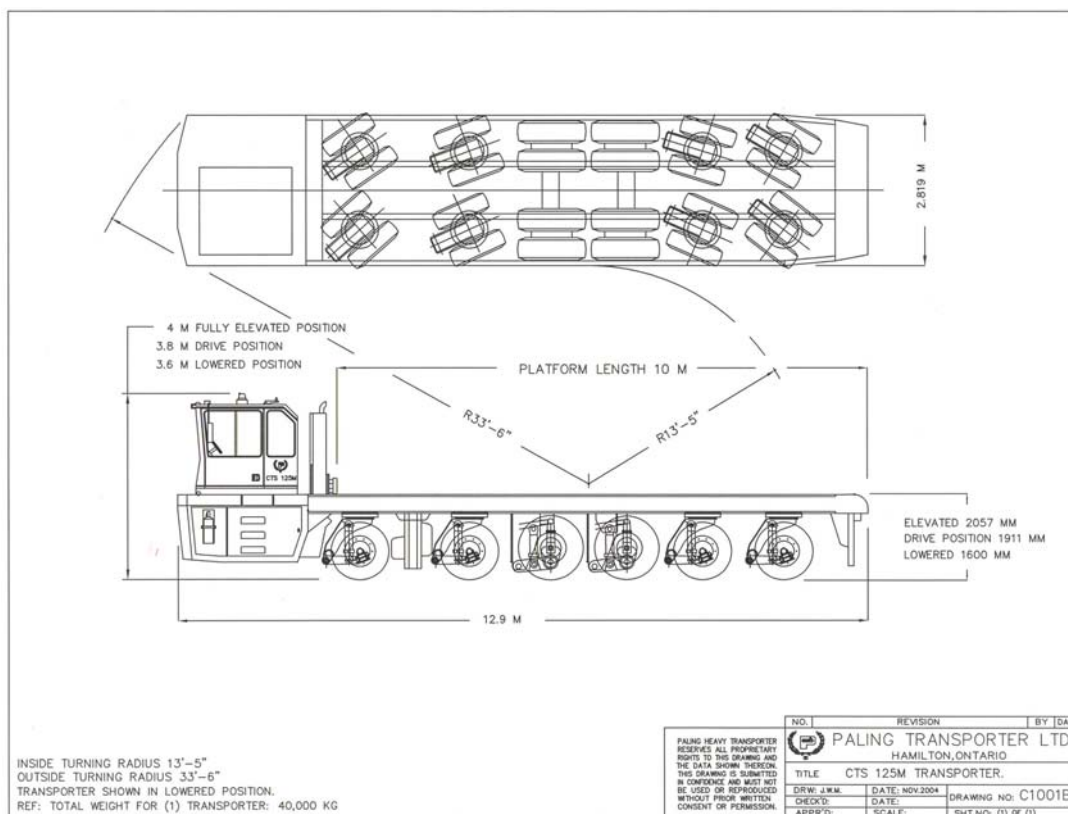 2.819 M
4 M FULLY ELEVATED POSITION
3.8 M DRIVE POSITION
3.6 M LOWERED POSITION
PLATFORM LENGTH 10 M
R33'-6"
R13'-5"
CTS 125M
ELEVATED 2057 MM
DRIVE POSITION 1911 MM
LOWERED 1600 MM
12.9 M
INSIDE TURNING RADIUS 13'-5"
OUTSIDE TURNING RADIUS 33'-6"
TRANSPORTER SHOWN IN LOWERED POSITION.
REF: TOTAL WEIGHT FOR (1) TRANSPORTER: 40,000 KG
PALING HEAVY TRANSPORTER
RESERVES ALL PROPRIETARY
RIGHTS TO THIS DRAWING AND
THE DATA SHOWN THEREON.
THIS DRAWING IS SUBMITTED
IN CONFIDENCE AND MUST NOT
BE USED OR REPRODUCED
WITHOUT PRIOR WRITTEN
CONSENT OR PERMISSION.
NO. REVISION BY DA
PALING TRANSPORTER LTD
HAMILTON, ONTARIO
TITLE CTS 125M TRANSPORTER.
DRW: J.W.M. DATE: NOV.2004 DRAWING NO: C1001E
CHECK'D: DATE:
APPR'D: SCALE: SHT NO: (1) OF (1)